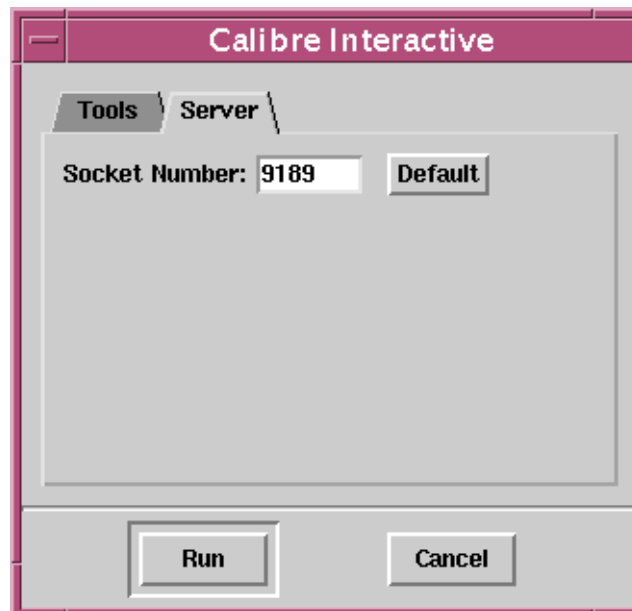 Calibre Interactive
Tools Server
Socket Number: 9189 Default
Run Cancel